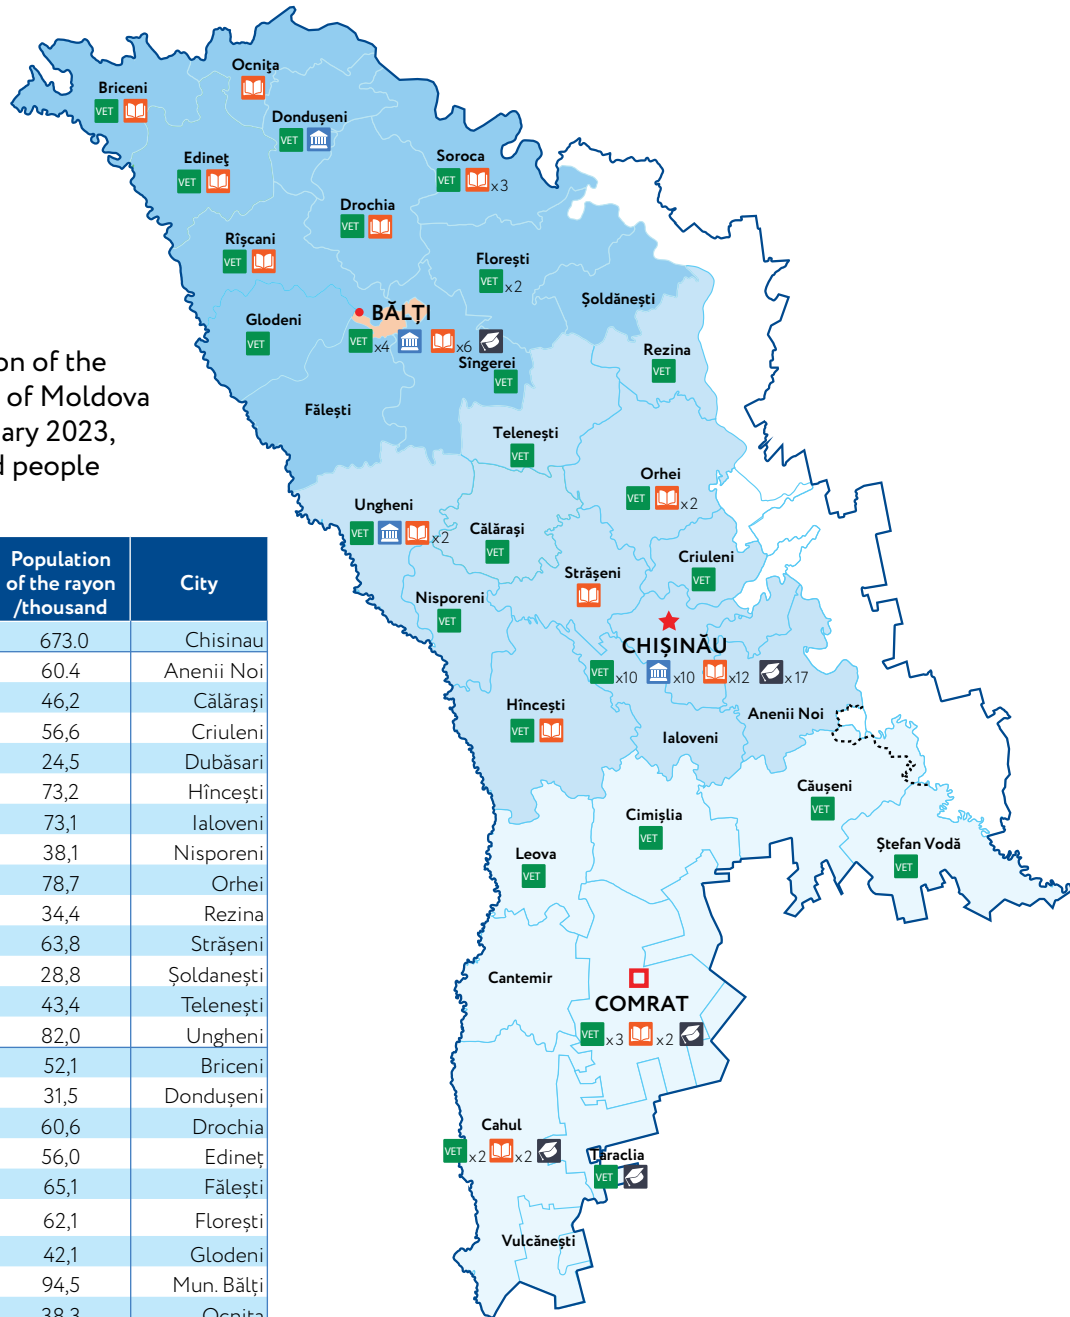 Ocniţa
Briceni
VET
Dondușeni
VET
Edineţ
VET
Soroca
VET x3
Drochia
VET
Rîșcani
VET
Florești
VET x2
Șoldănești
Glodeni
VET
BĂLȚI
VET x4 x6
Sîngerei
VET
Rezina
VET
on of the
of Moldova
ary 2023,
d people
Fălești
Telenești
VET
Orhei
VET x2
Ungheni
VET x2
Călărași
VET
Criuleni
VET
Strășeni
Nisporeni
VET
CHIȘINĂU
VET x10 x10 x12 x17
Hîncești
VET
Anenii Noi
Ialoveni
Căușeni
VET
Cimișlia
VET
Ștefan Vodă
VET
Leova
VET
Cantemir
COMRAT
VET x3 x2
Cahul
VET x2 x2
Taraclia
VET
Vulcănești
Population
of the rayon
/thousand
City
673.0 Chisinau
60.4 Anenii Noi
46,2 Călărași
56,6 Criuleni
24,5 Dubăsari
73,2 Hîncești
73,1 Ialoveni
38,1 Nisporeni
78,7 Orhei
34,4 Rezina
63,8 Strășeni
28,8 Șoldanești
43,4 Telenești
82,0 Ungheni
52,1 Briceni
31,5 Dondușeni
60,6 Drochia
56,0 Edineț
65,1 Fălești
62,1 Florești
42,1 Glodeni
94,5 Mun. Bălți
38,3 Ocnița